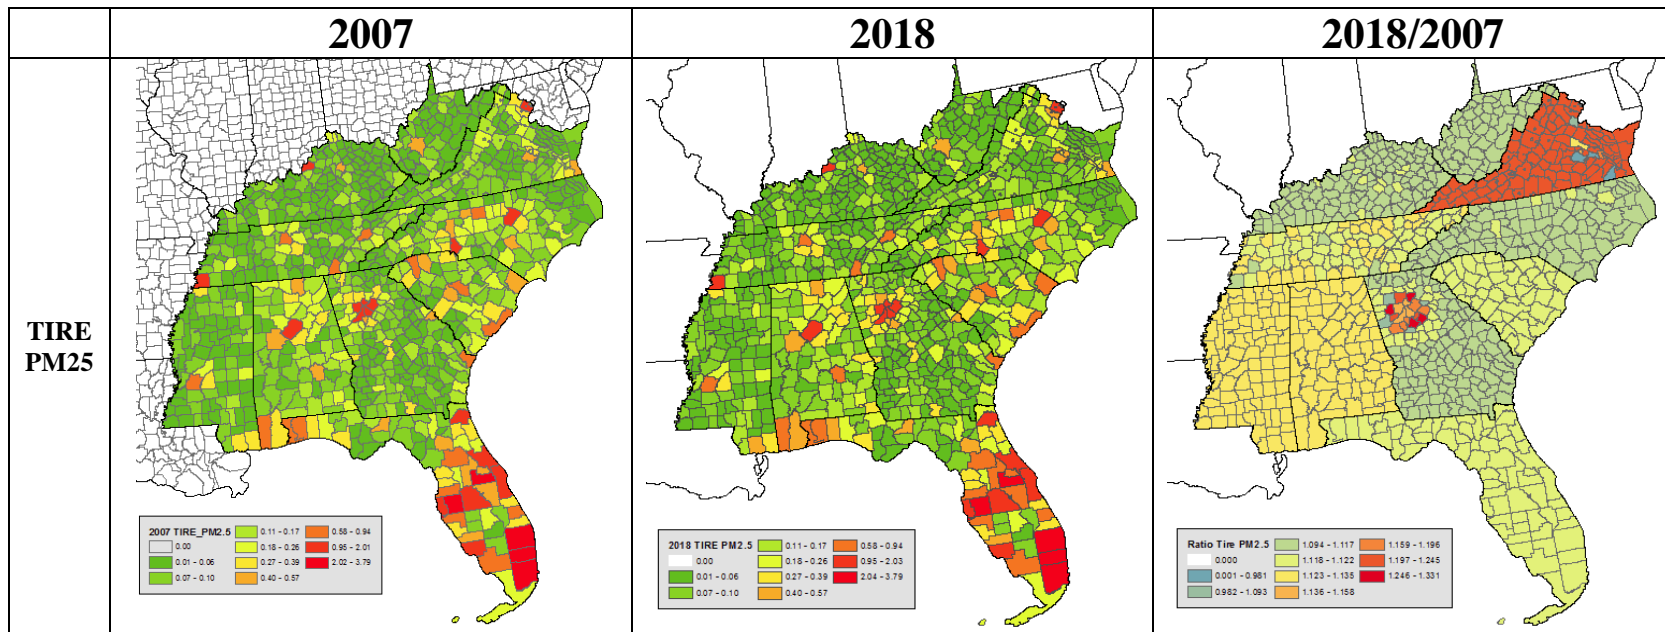 2007
2018
2018/2007
TIRE
PM25
2007 TIRE_PM2.5
0.00
0.01 - 0.06
0.07 - 0.10
0.11 - 0.17
0.18 - 0.26
0.27 - 0.39
0.40 - 0.57
0.58 - 0.94
0.95 - 2.01
2.02 - 3.79
2018 TIRE PM2.5
0.00
0.01 - 0.06
0.07 - 0.10
0.11 - 0.17
0.18 - 0.26
0.27 - 0.39
0.40 - 0.57
0.58 - 0.94
0.95 - 2.03
2.04 - 3.79
Ratio Tire PM2.5
0.000
0.001 - 0.981
0.982 - 1.093
1.094 - 1.117
1.118 - 1.122
1.123 - 1.135
1.136 - 1.158
1.159 - 1.196
1.197 - 1.245
1.246 - 1.331